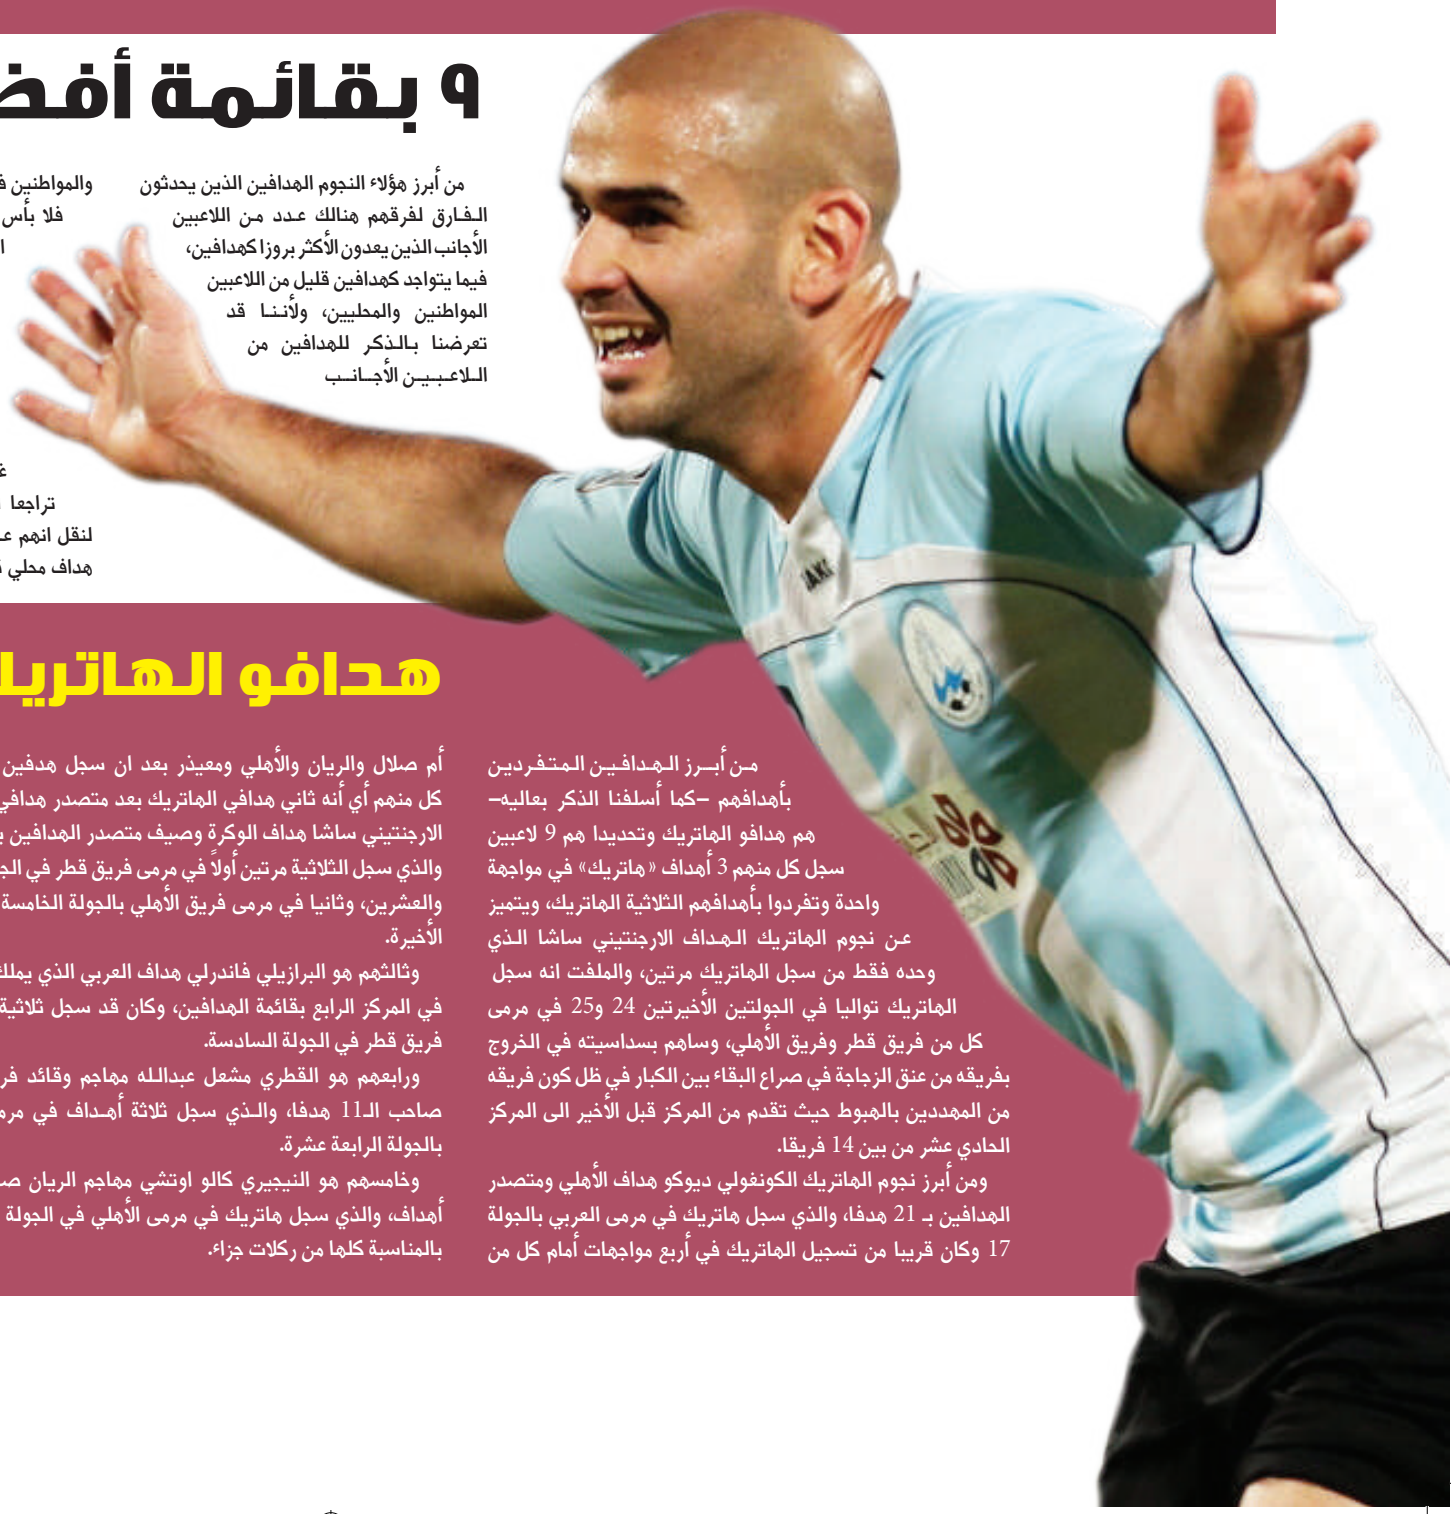 ٩ بقائمة أفضـ
من أبرز هؤلاء النجوم الهدافين الذين يحدثون
الفارق لفرقهم هنالك عدد من اللاعبين
الأجانب الذين يعدون الأكثر بروزا كهدافين،
فيما يتواجد كهدافين قليل من اللاعبين
المواطنين والمحليين، ولأننا قد
تعرضنا بالذكر للهدافين من
اللاعبين الأجانب
والمواطنين
فلا بأس
تراجعا
لنقل انهم
هداف محلي
هدافو الهاتريك
من أبرز الهدافين المتفردين
بأهدافهم –كما أسلفنا الذكر بعاليه–
هم هدافو الهاتريك وتحديدا هم 9 لاعبين
سجل كل منهم 3 أهداف «هاتريك» في مواجهة
واحدة وتفردوا بأهدافهم الثلاثية الهاتريك، ويتميز
عن نجوم الهاتريك الهداف الارجنتيني ساشا الذي
وحده فقط من سجل الهاتريك مرتين، والملفت انه سجل
الهاتريك تواليا في الجولتين الأخيرتين 24 و25 في مرمى
كل من فريق قطر وفريق الأهلي، وساهم بسداسيته في الخروج
بفريقه من عنق الزجاجة في صراع البقاء بين الكبار في ظل كون فريقه
من المهددين بالهبوط حيث تقدم من المركز قبل الأخير الى المركز
الحادي عشر من بين 14 فريقا.
ومن أبرز نجوم الهاتريك الكونغولي ديوكو هداف الأهلي ومتصدر
الهدافين بـ 21 هدفا، والذي سجل هاتريك في مرمى العربي بالجولة
17 وكان قريبا من تسجيل الهاتريك في أربع مواجهات أمام كل من
أم صلال والريان والأهلي ومعيذر بعد ان سجل هدفين
كل منهم أي أنه ثاني هدافي الهاتريك بعد متصدر هدافي
الارجنتيني ساشا هداف الوكرة وصيف متصدر الهدافين
والذي سجل الثلاثية مرتين أولاً في مرمى فريق قطر في
والعشرين، وثانيا في مرمى فريق الأهلي بالجولة الخامسة
الأخيرة.
وثالثهم هو البرازيلي فاندرلي هداف العربي الذي يملك
في المركز الرابع بقائمة الهدافين، وكان قد سجل ثلاثية
فريق قطر في الجولة السادسة.
ورابعهم هو القطري مشعل عبدالله مهاجم وقائد
صاحب الـ11 هدفا، والذي سجل ثلاثة أهداف في
بالجولة الرابعة عشرة.
وخامسهم هو النيجيري كالو اوتشي مهاجم الريان
أهداف، والذي سجل هاتريك في مرمى الأهلي في الجولة
بالمناسبة كلها من ركلات جزاء.